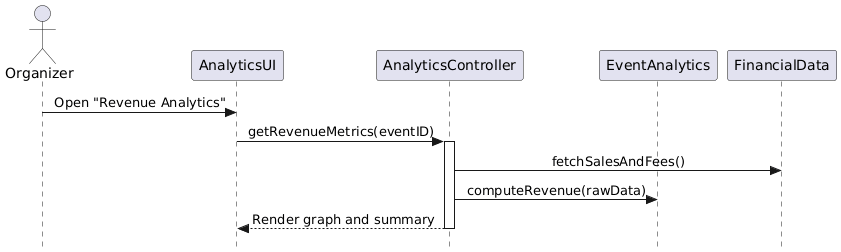 Organizer
AnalyticsUI
AnalyticsController
EventAnalytics
FinancialData
Open "Revenue Analytics"
getRevenueMetrics(eventID)
fetchSalesAndFees()
computeRevenue(rawData)
Render graph and summary